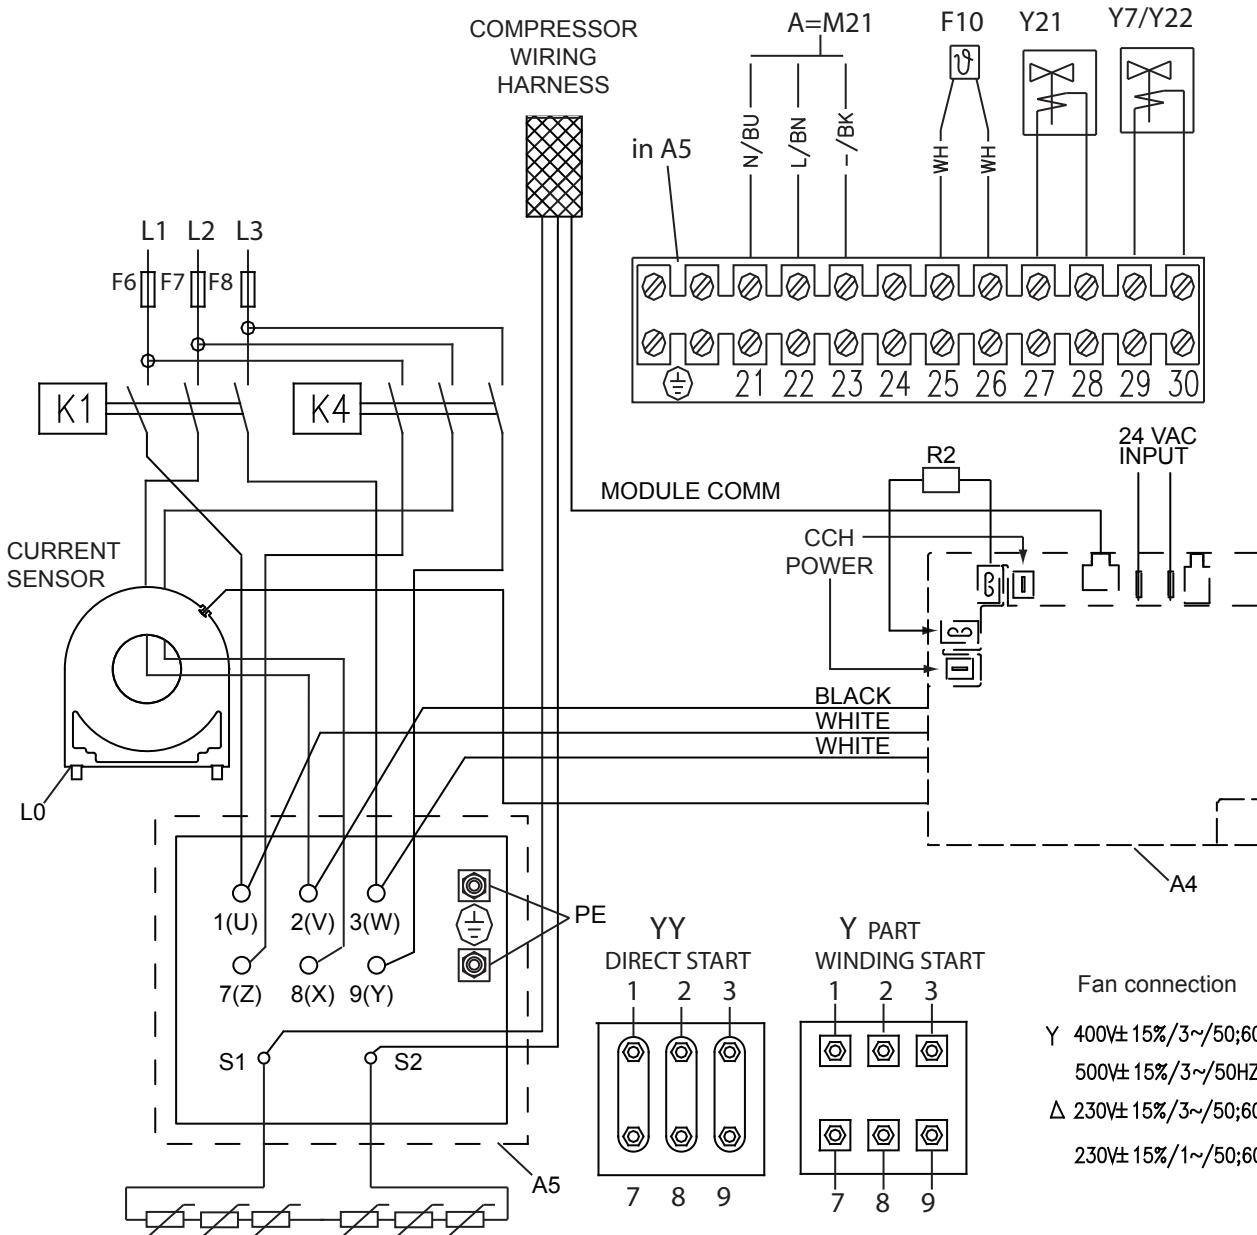 COMPRESSOR
WIRING
HARNESS
A=M21
F10
Y21
Y7/Y22
ϑ
in A5
N/BU
L/BN
-/BK
WH
WH
L1 L2 L3
F6 F7 F8
21 22 23 24 25 26 27 28 29 30
K1
K4
24 VAC
INPUT
R2
MODULE COMM
CCH
POWER
CURRENT
SENSOR
BLACK
WHITE
WHITE
L0
A4
1(U) 2(V) 3(W)
PE
7(Z) 8(X) 9(Y)
S1
S2
A5
YY
DIRECT START
1 2 3
7 8 9
Y PART
WINDING START
1 2 3
7 8 9
Fan connection
Y 400V±15%/3~/50;60
500V±15%/3~/50HZ
Δ 230V±15%/3~/50;60
230V±15%/1~/50;60